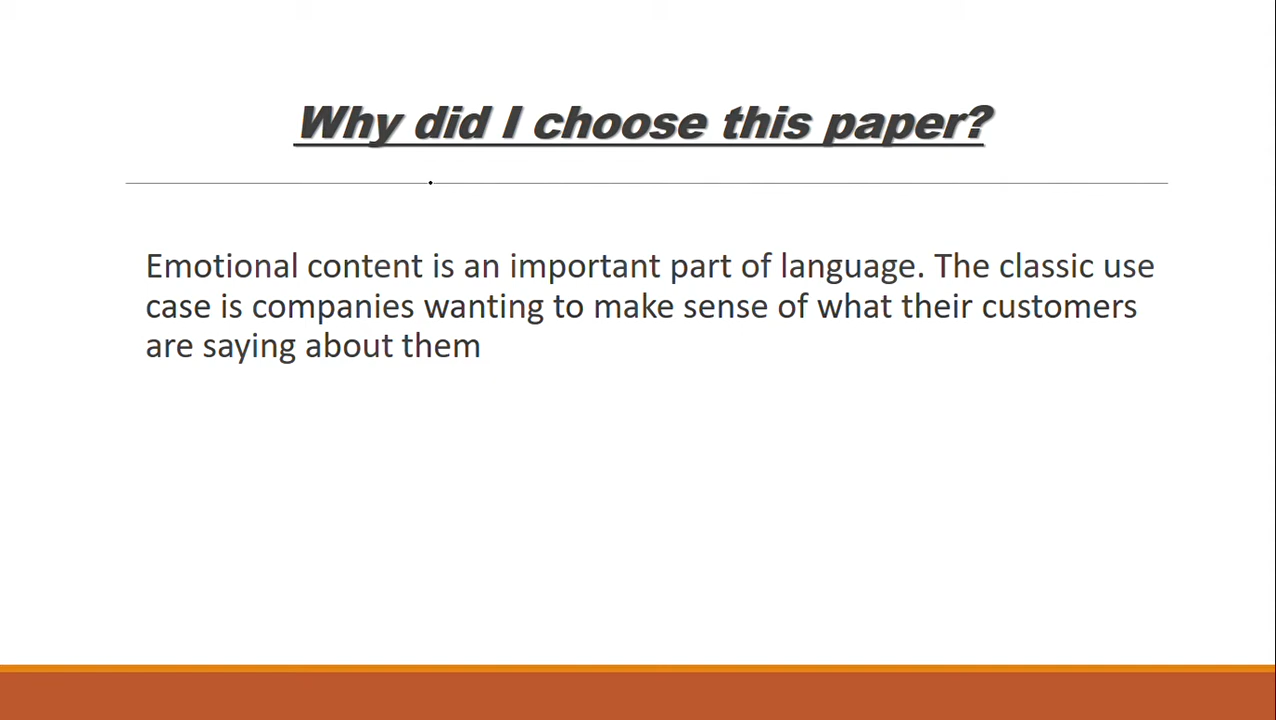 Why did I choose this paper?
Emotional content is an important part of language. The classic use
case is companies wanting to make sense of what their customers
are saying about them